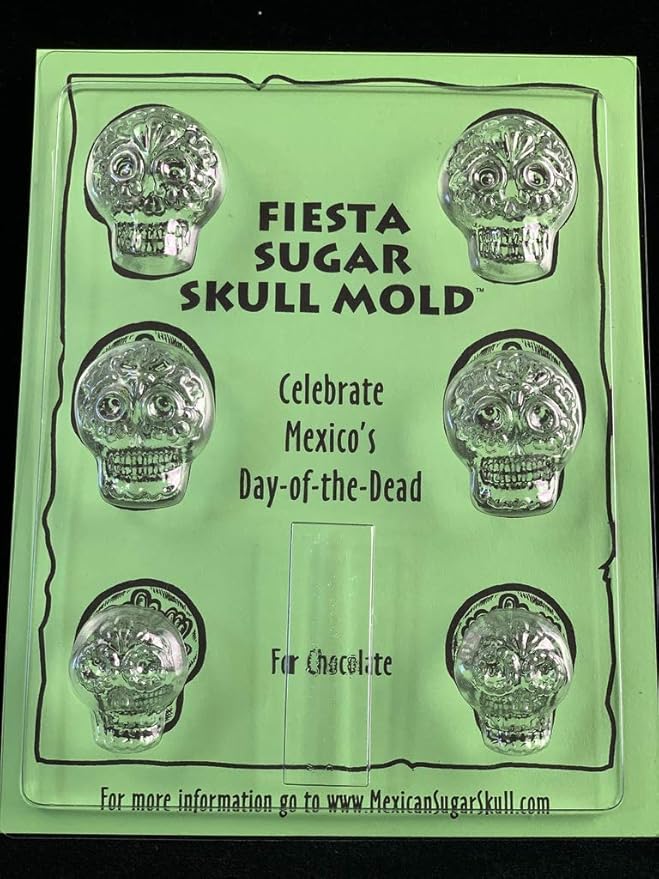 FIESTA
SUGAR
SKULL MOLD™
Celebrate
Mexico's
Day-of-the-Dead
For Chocolate
For more information go to www.MexicanSugarSkull.com